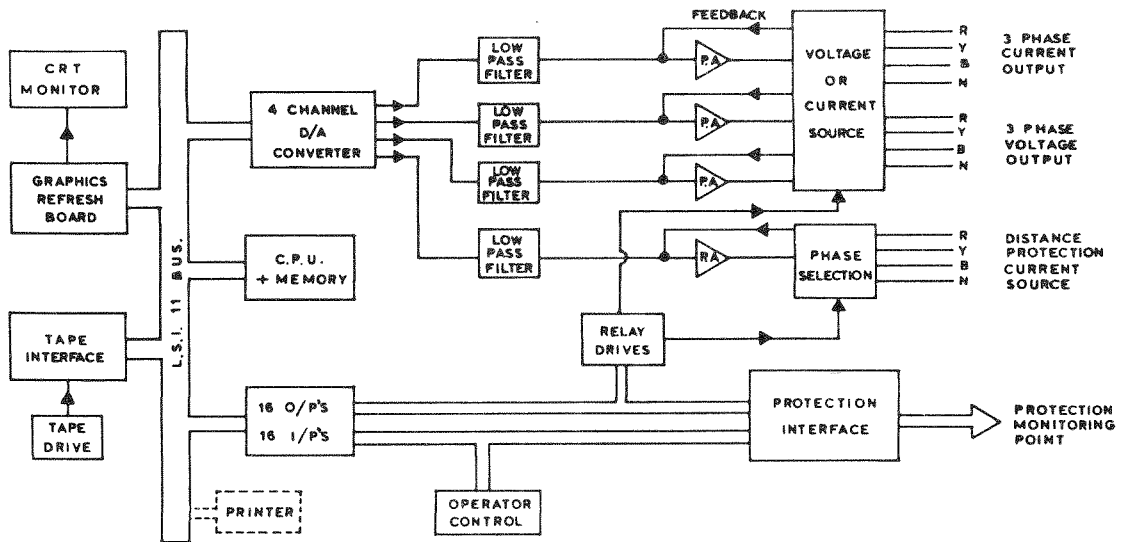 FEEDBACK
CRT
MONITOR
GRAPHICS
REFRESH
BOARD
TAPE
INTERFACE
TAPE
DRIVE
L.S.I. 11 BUS.
4 CHANNEL
D/A
CONVERTER
C.P.U.
+ MEMORY
16 O/P'S
16 I/P'S
PRINTER
LOW
PASS
FILTER
LOW
PASS
FILTER
LOW
PASS
FILTER
LOW
PASS
FILTER
P.A
P.A
P.A
P.A
VOLTAGE
OR
CURRENT
SOURCE
R
Y
B
N
3 PHASE
CURRENT
OUTPUT
R
Y
B
N
3 PHASE
VOLTAGE
OUTPUT
PHASE
SELECTION
R
Y
B
N
DISTANCE
PROTECTION
CURRENT
SOURCE
RELAY
DRIVES
OPERATOR
CONTROL
PROTECTION
INTERFACE
PROTECTION
MONITORING
POINT